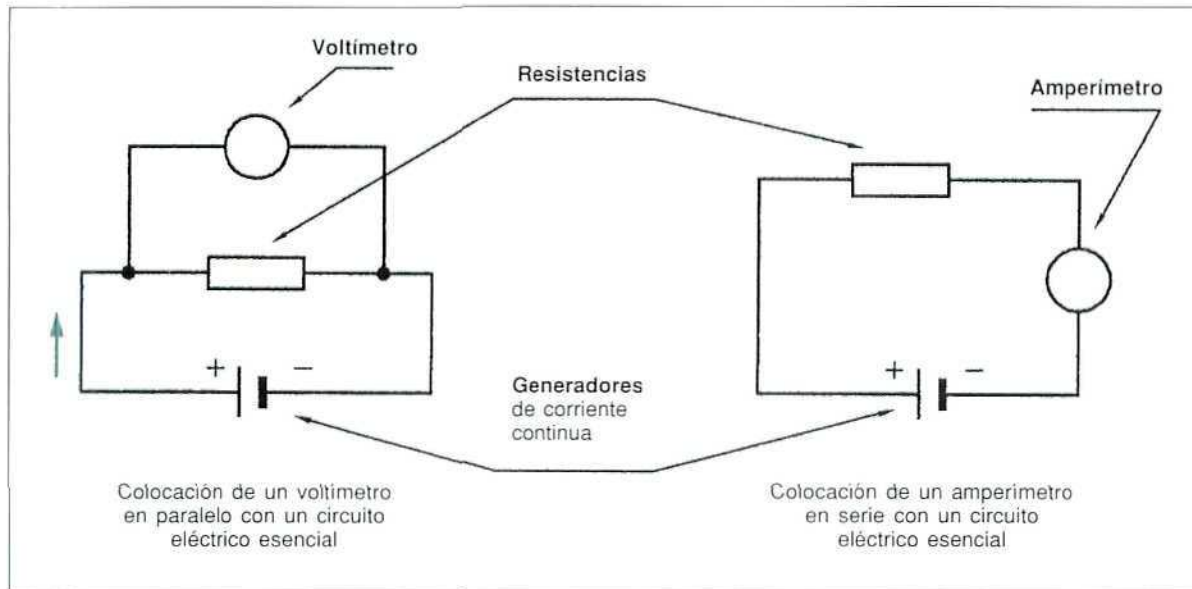 Voltímetro
Resistencias
Amperímetro
+ −
+ −
Generadores
de corriente
continua
Colocación de un voltímetro
en paralelo con un circuito
eléctrico esencial
Colocación de un amperímetro
en serie con un circuito
eléctrico esencial